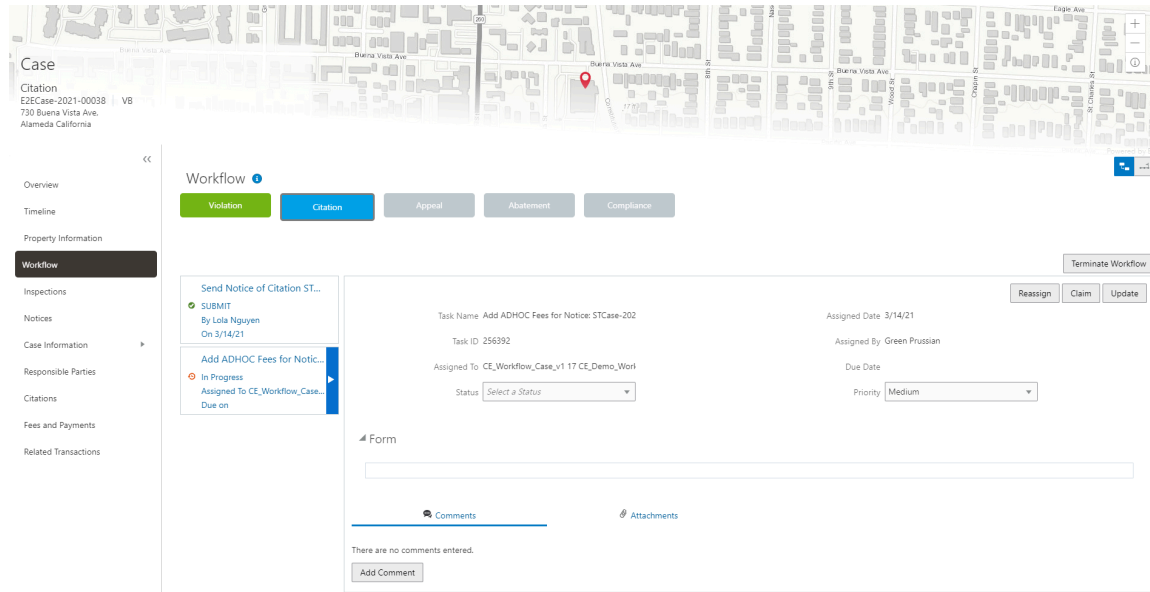 Eagle Ave
260
Buena Vista Ave
Buena Vista Ave
Buena Vista Ave
Buena Vista Ave
8th St
9th St
Wood St
Chapin St
St Charles St
Case
Citation
E2ECase-2021-00038 | VB
730 Buena Vista Ave,
Alameda California
Overview
Timeline
Property Information
Workflow
Inspections
Notices
Case Information
Responsible Parties
Citations
Fees and Payments
Related Transactions
Workflow
Violation
Citation
Appeal
Abatement
Compliance
Terminate Workflow
Send Notice of Citation ST...
SUBMIT
By Lola Nguyen
On 3/14/21
Add ADHOC Fees for Notic...
In Progress
Assigned To CE_Workflow_Case...
Due on
Reassign
Claim
Update
Task Name Add ADHOC Fees for Notice: STCase-202
Assigned Date 3/14/21
Task ID 256392
Assigned By Green Prussian
Assigned To CE_Workflow_Case_v1 17 CE_Demo_Work
Due Date
Status Select a Status
Priority Medium
Form
Comments
Attachments
There are no comments entered.
Add Comment